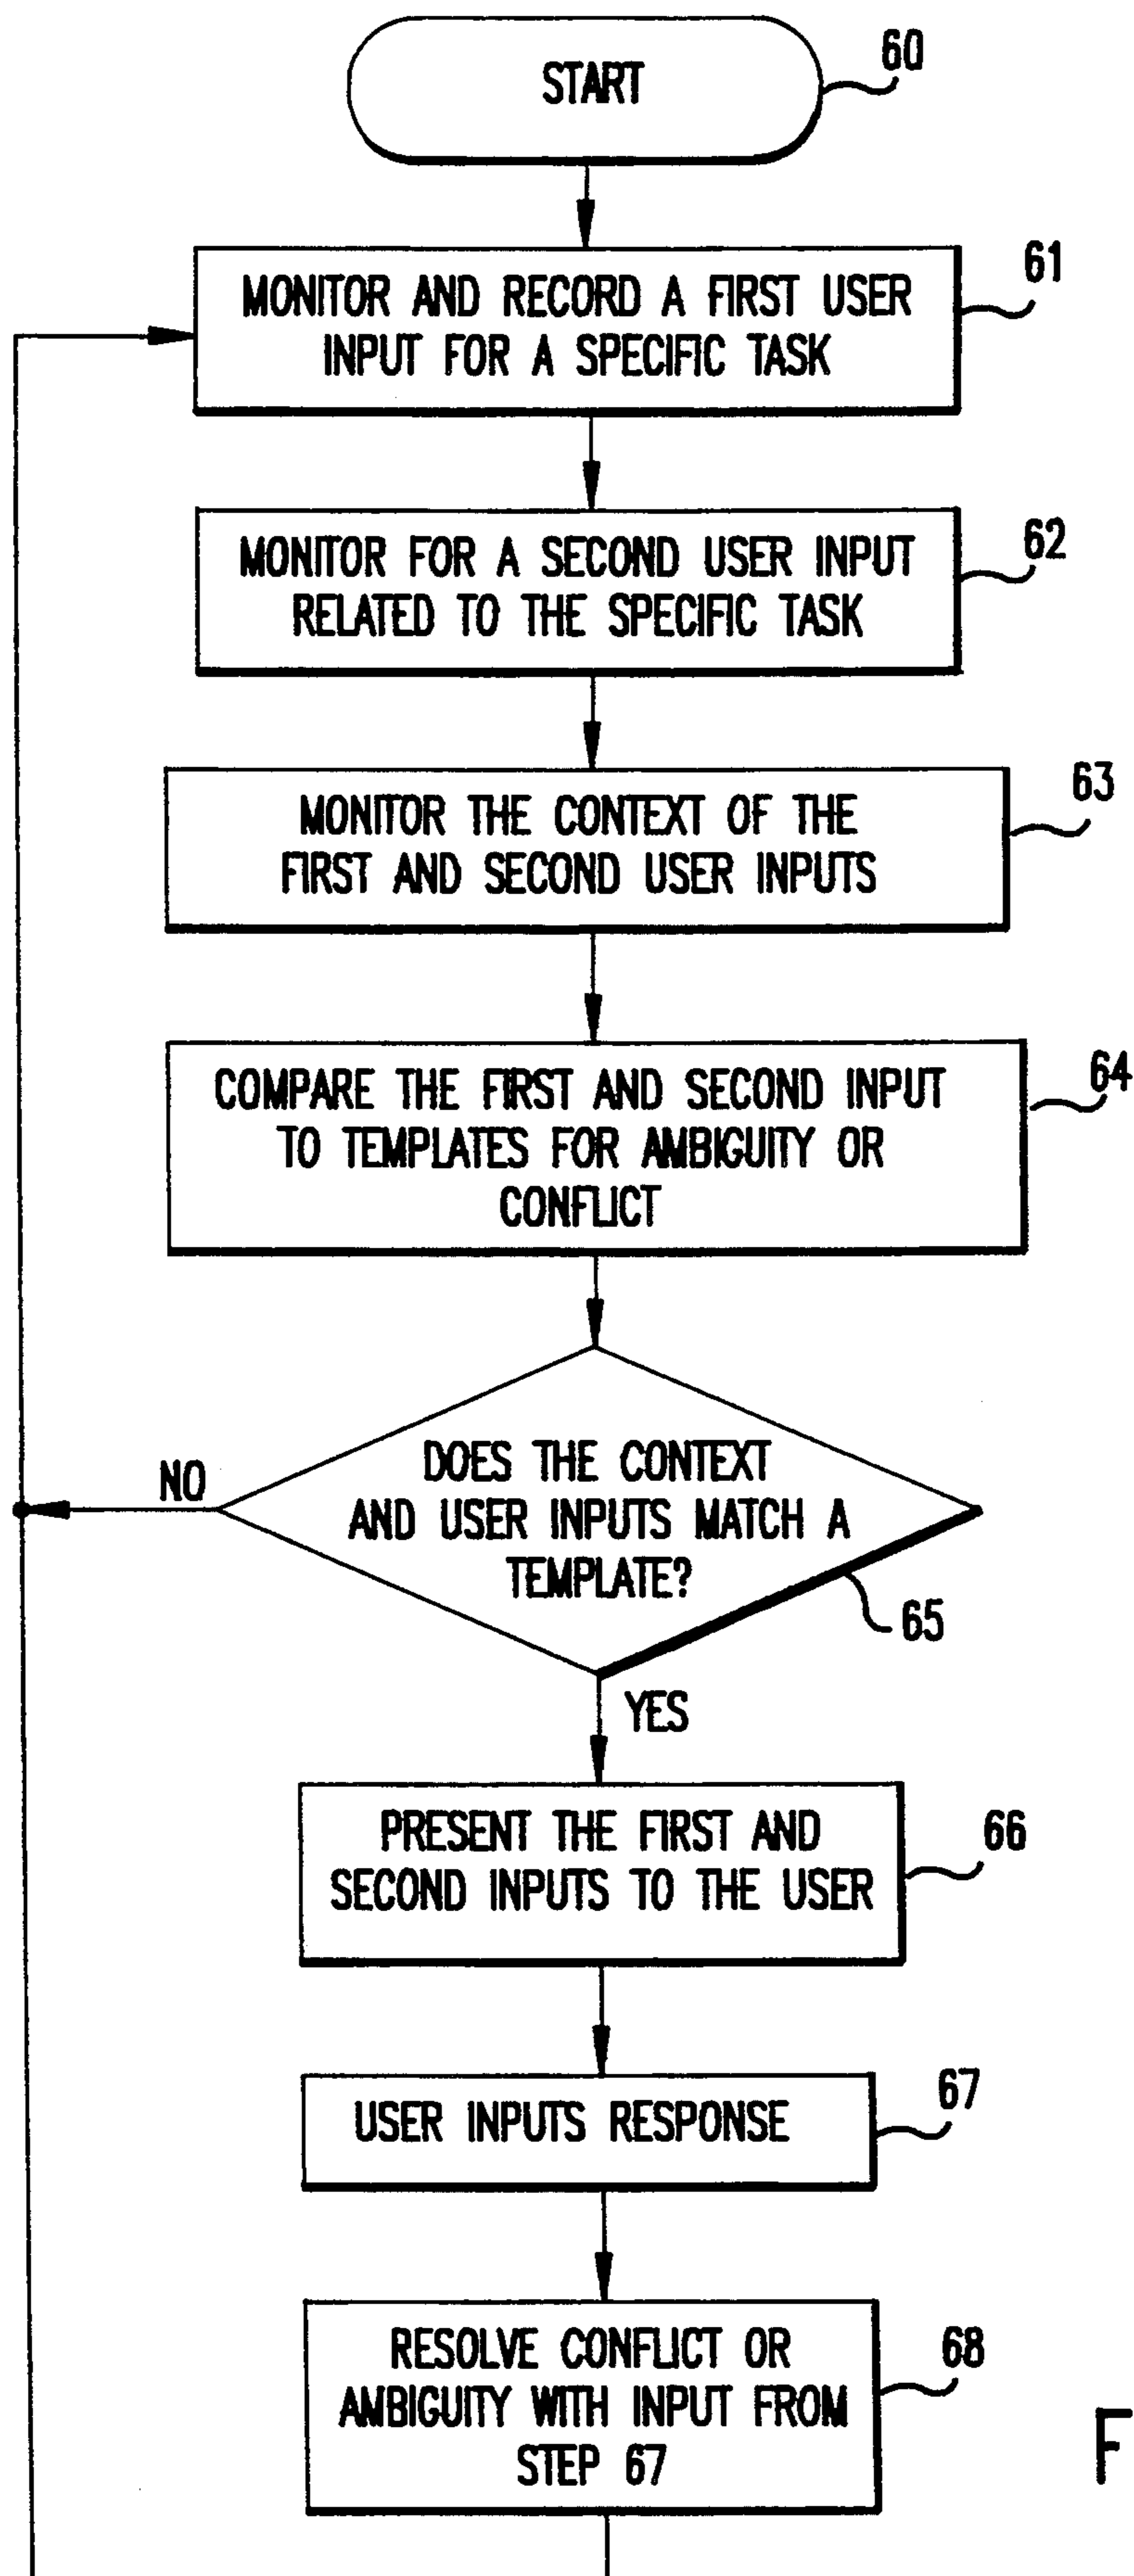 START
60
MONITOR AND RECORD A FIRST USER
INPUT FOR A SPECIFIC TASK
61
MONITOR FOR A SECOND USER INPUT
RELATED TO THE SPECIFIC TASK
62
MONITOR THE CONTEXT OF THE
FIRST AND SECOND USER INPUTS
63
COMPARE THE FIRST AND SECOND INPUT
TO TEMPLATES FOR AMBIGUITY OR
CONFLICT
64
NO
DOES THE CONTEXT
AND USER INPUTS MATCH A
TEMPLATE?
65
YES
PRESENT THE FIRST AND
SECOND INPUTS TO THE USER
66
USER INPUTS RESPONSE
67
RESOLVE CONFLICT OR
AMBIGUITY WITH INPUT FROM
STEP 67
68
F